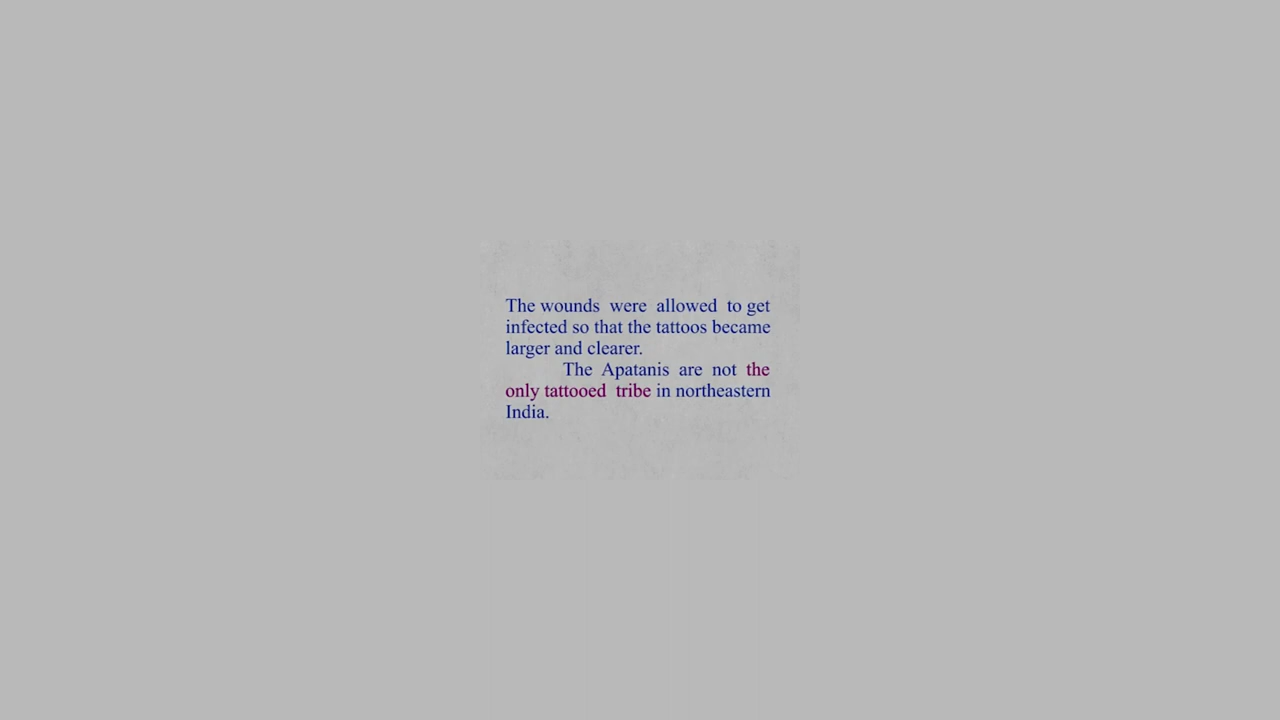 The wounds were allowed to get
infected so that the tattoos became
larger and clearer.
The Apatanis are not the
only tattooed tribe in northeastern
India.